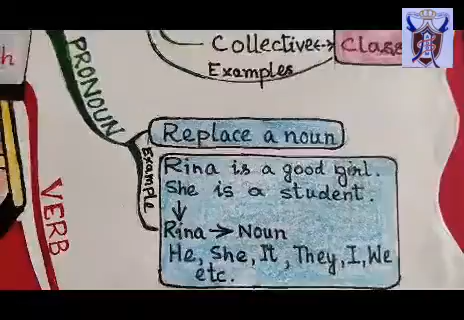 Collective ↔ Class
Examples
h
PRONOUN
Replace a noun
Example
Rina is a good girl.
She is a student.
↓
Rina → Noun
He, She, It, They, I, We
etc.
VERB